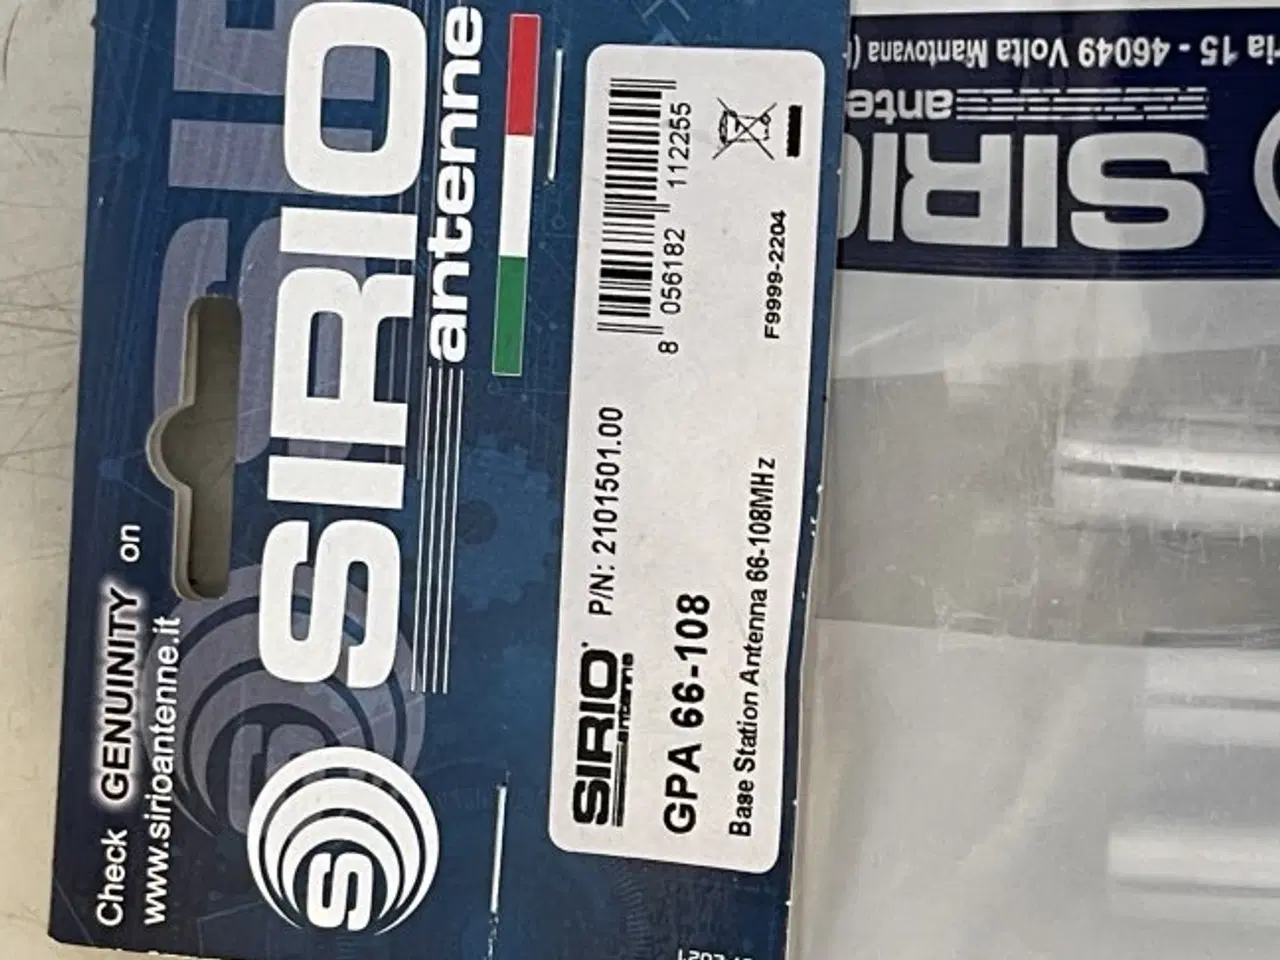 Check GENUINITY on
www.sirioantenne.it
SIRIO
antenne
SIRIO
antenne
P/N: 2101501.00
GPA 66-108
Base Station Antenna 66-108MHz
8 056182 112255
F9999-2204
ria 15 - 46049 Volta Mantovana (
SIRIO
ante